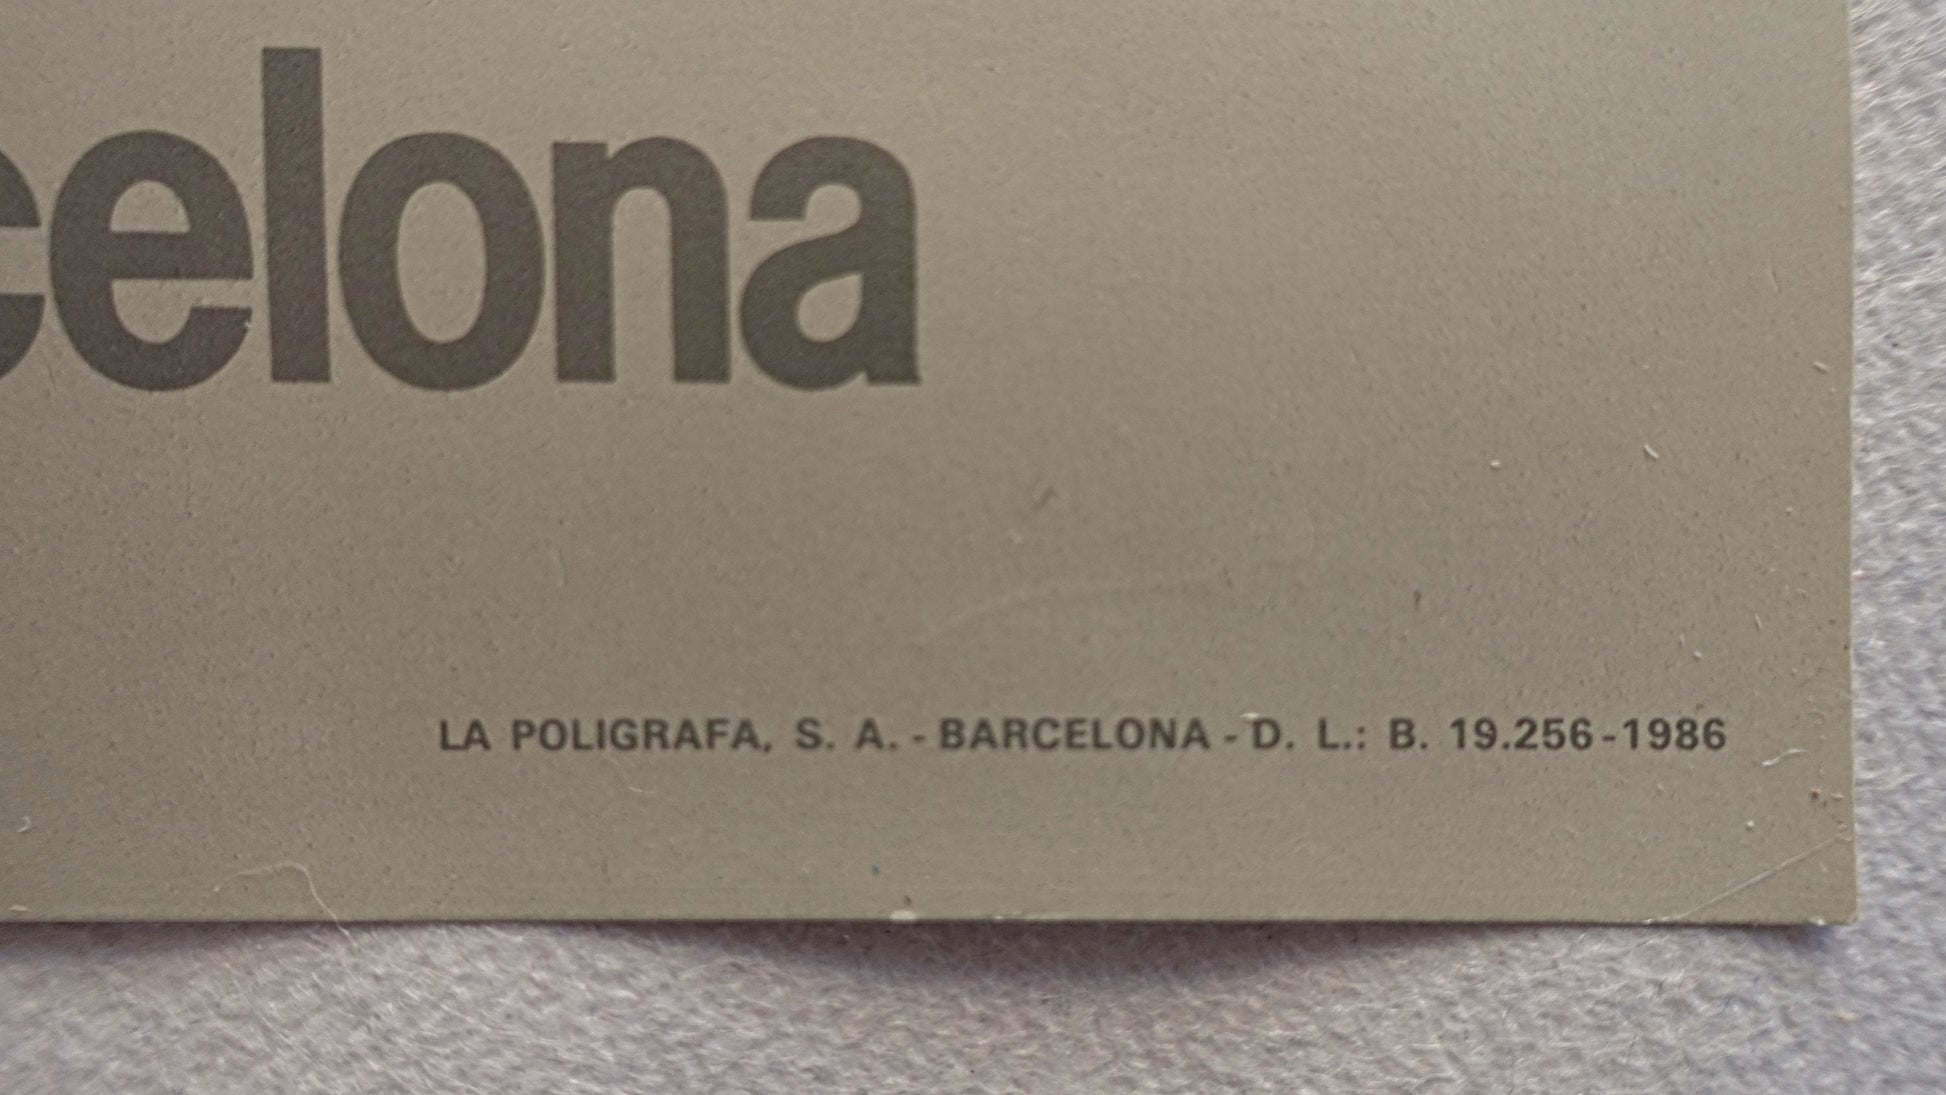 celona
LA POLIGRAFA, S. A. - BARCELONA - D. L.: B. 19.256-1986